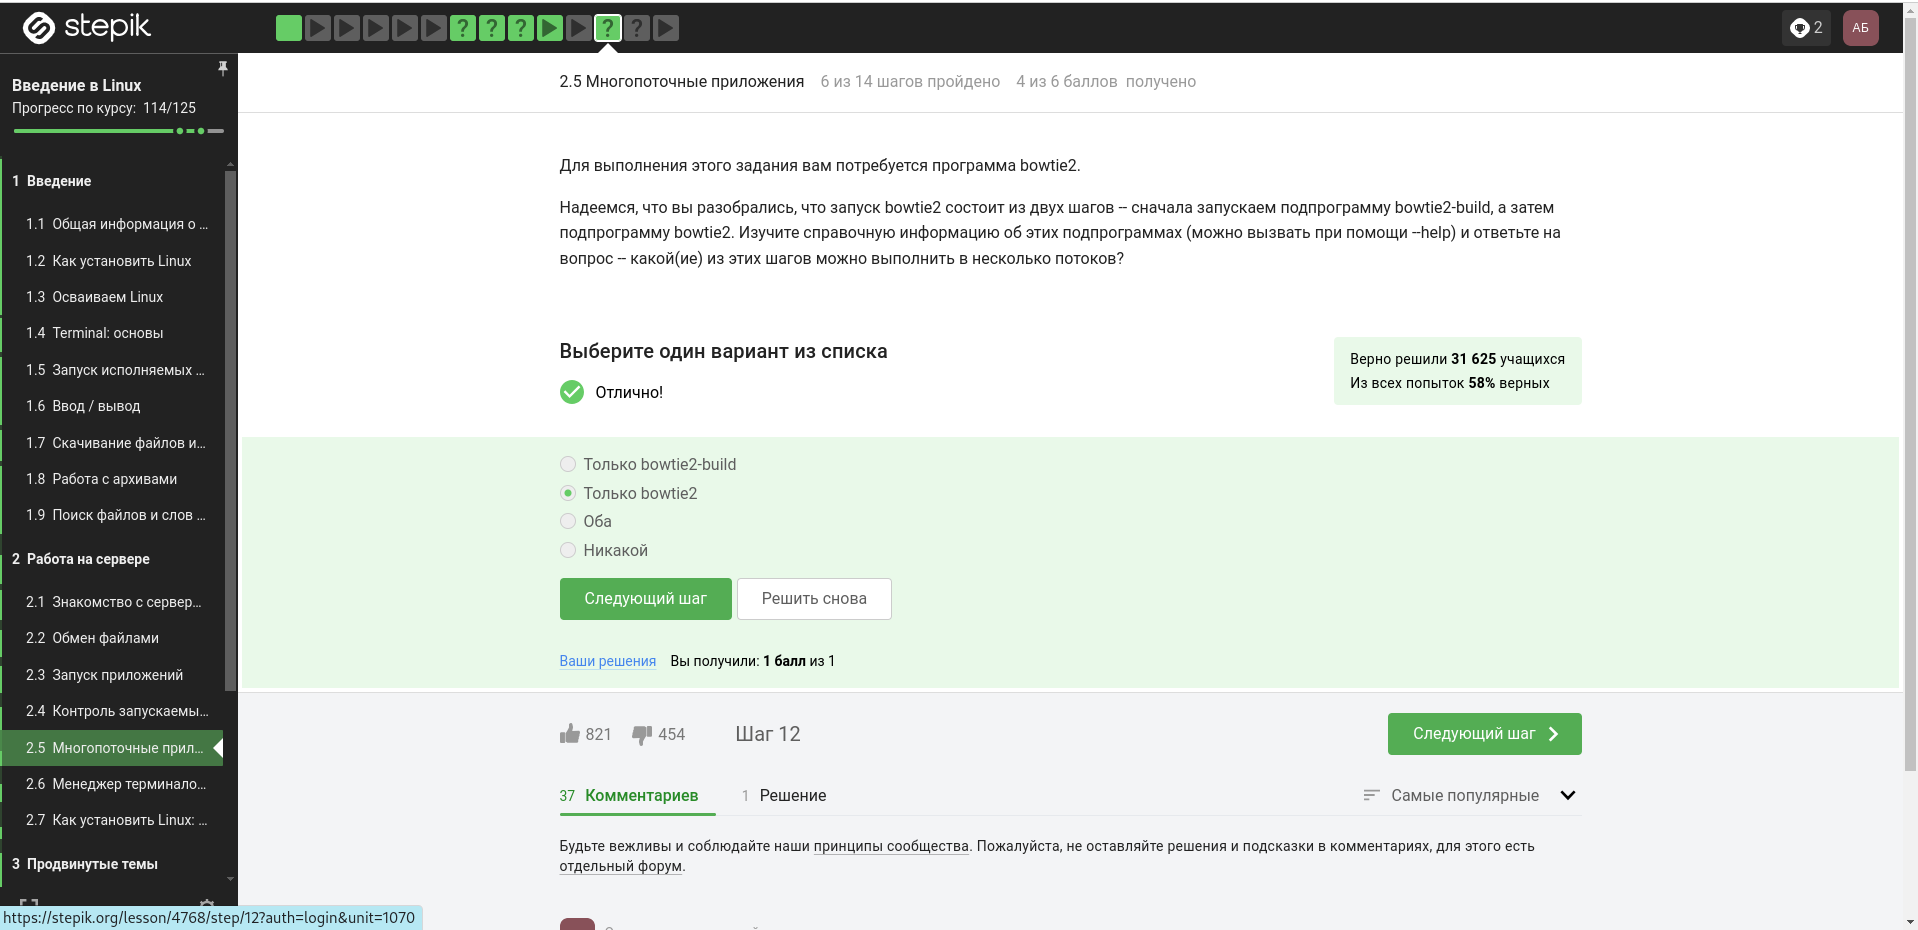 stepik
2
АБ
Введение в Linux
Прогресс по курсу: 114/125
1 Введение
1.1 Общая информация о ...
1.2 Как установить Linux
1.3 Осваиваем Linux
1.4 Terminal: основы
1.5 Запуск исполняемых ...
1.6 Ввод / вывод
1.7 Скачивание файлов и...
1.8 Работа с архивами
1.9 Поиск файлов и слов ...
2 Работа на сервере
2.1 Знакомство с сервер...
2.2 Обмен файлами
2.3 Запуск приложений
2.4 Контроль запускаемы...
2.5 Многопоточные прил...
2.6 Менеджер терминало...
2.7 Как установить Linux: ...
3 Продвинутые темы
https://stepik.org/lesson/4768/step/12?auth=login&unit=1070
2.5 Многопоточные приложения 6 из 14 шагов пройдено 4 из 6 баллов получено
Для выполнения этого задания вам потребуется программа bowtie2.
Надеемся, что вы разобрались, что запуск bowtie2 состоит из двух шагов -- сначала запускаем подпрограмму bowtie2-build, а затем
подпрограмму bowtie2. Изучите справочную информацию об этих подпрограммах (можно вызвать при помощи --help) и ответьте на
вопрос -- какой(ие) из этих шагов можно выполнить в несколько потоков?
Выберите один вариант из списка
Отлично!
Верно решили 31 625 учащихся
Из всех попыток 58% верных
Только bowtie2-build
Только bowtie2
Оба
Никакой
Следующий шаг Решить снова
Ваши решения Вы получили: 1 балл из 1
821 454 Шаг 12 Следующий шаг
37 Комментариев 1 Решение Самые популярные
Будьте вежливы и соблюдайте наши принципы сообщества. Пожалуйста, не оставляйте решения и подсказки в комментариях, для этого есть
отдельный форум.